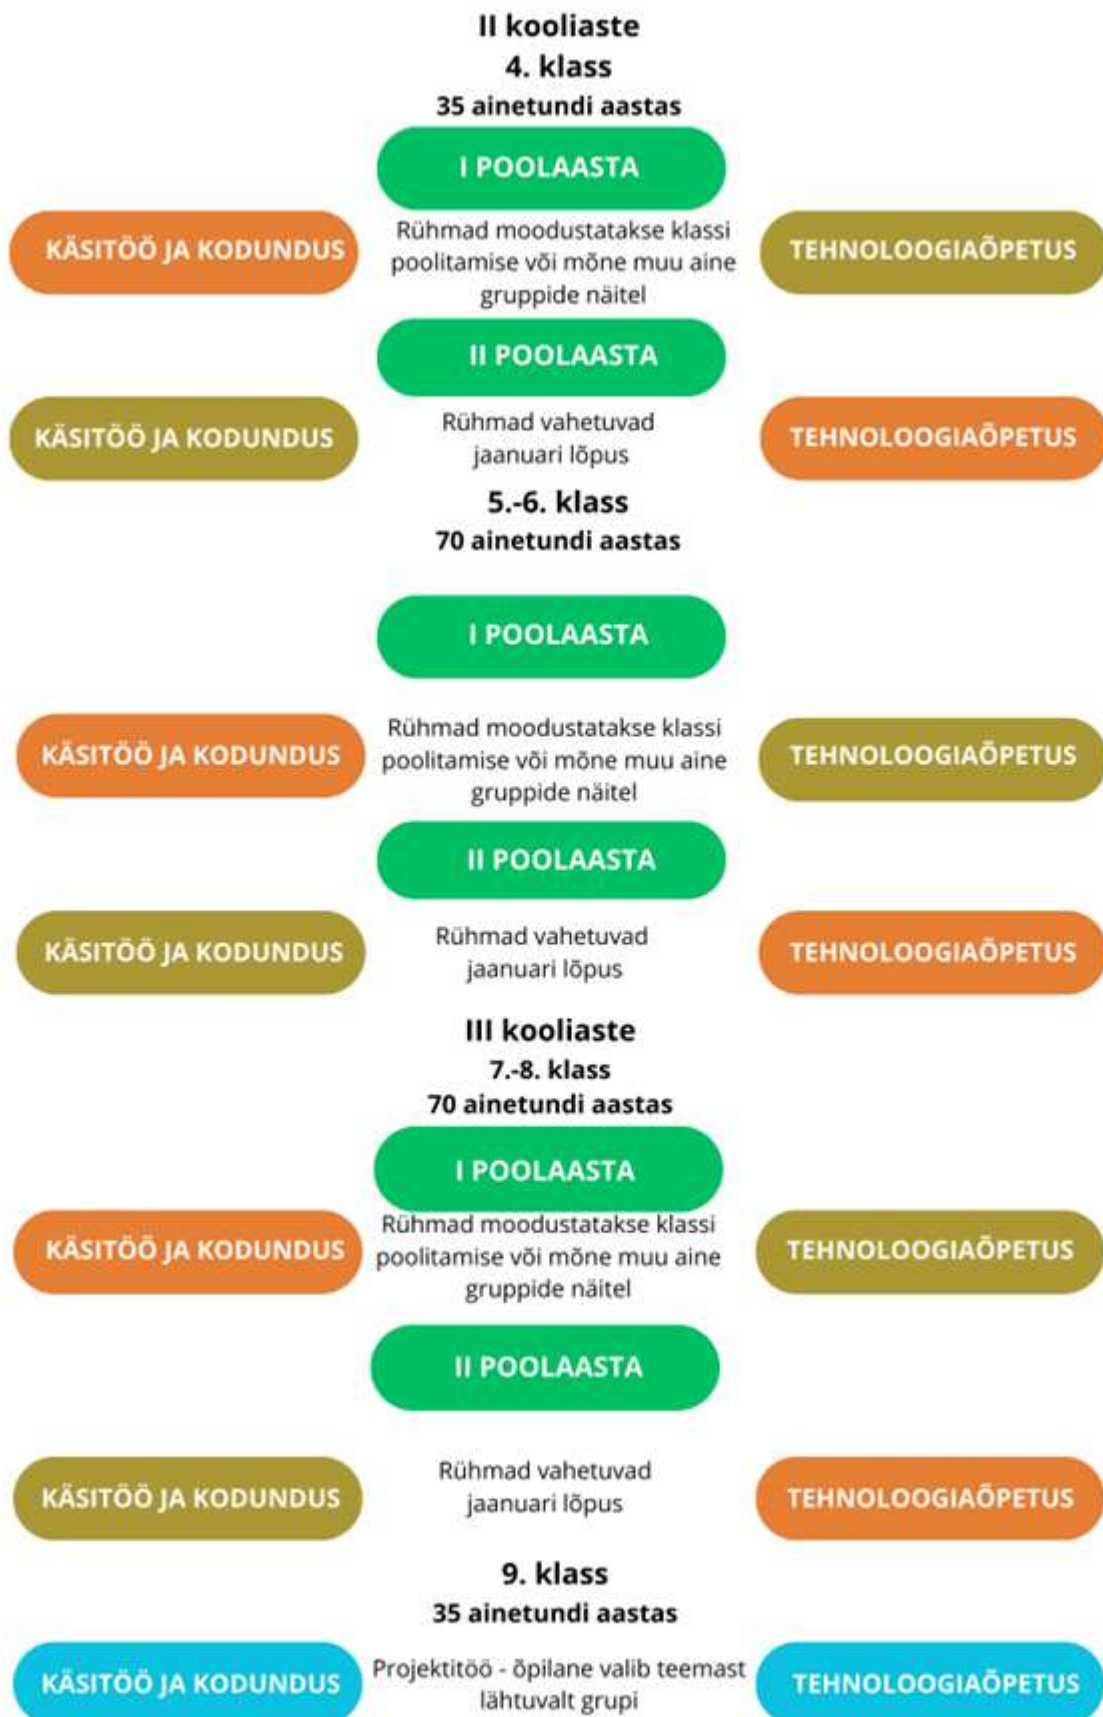 II kooliaste
4. klass
35 ainetundi aastas
I POOLAASTA
KÄSITÖÖ JA KODUNDUS
Rühmad moodustatakse klassi
poolitamise või mõne muu aine
gruppide näitel
TEHNOLOOGIAÕPETUS
II POOLAASTA
KÄSITÖÖ JA KODUNDUS
Rühmad vahetuvad
jaanuari lõpus
TEHNOLOOGIAÕPETUS
5.-6. klass
70 ainetundi aastas
I POOLAASTA
KÄSITÖÖ JA KODUNDUS
Rühmad moodustatakse klassi
poolitamise või mõne muu aine
gruppide näitel
TEHNOLOOGIAÕPETUS
II POOLAASTA
KÄSITÖÖ JA KODUNDUS
Rühmad vahetuvad
jaanuari lõpus
TEHNOLOOGIAÕPETUS
III kooliaste
7.-8. klass
70 ainetundi aastas
I POOLAASTA
KÄSITÖÖ JA KODUNDUS
Rühmad moodustatakse klassi
poolitamise või mõne muu aine
gruppide näitel
TEHNOLOOGIAÕPETUS
II POOLAASTA
KÄSITÖÖ JA KODUNDUS
Rühmad vahetuvad
jaanuari lõpus
TEHNOLOOGIAÕPETUS
9. klass
35 ainetundi aastas
KÄSITÖÖ JA KODUNDUS
Projektitöö - õpilane valib teemast
lähtuvalt grupi
TEHNOLOOGIAÕPETUS